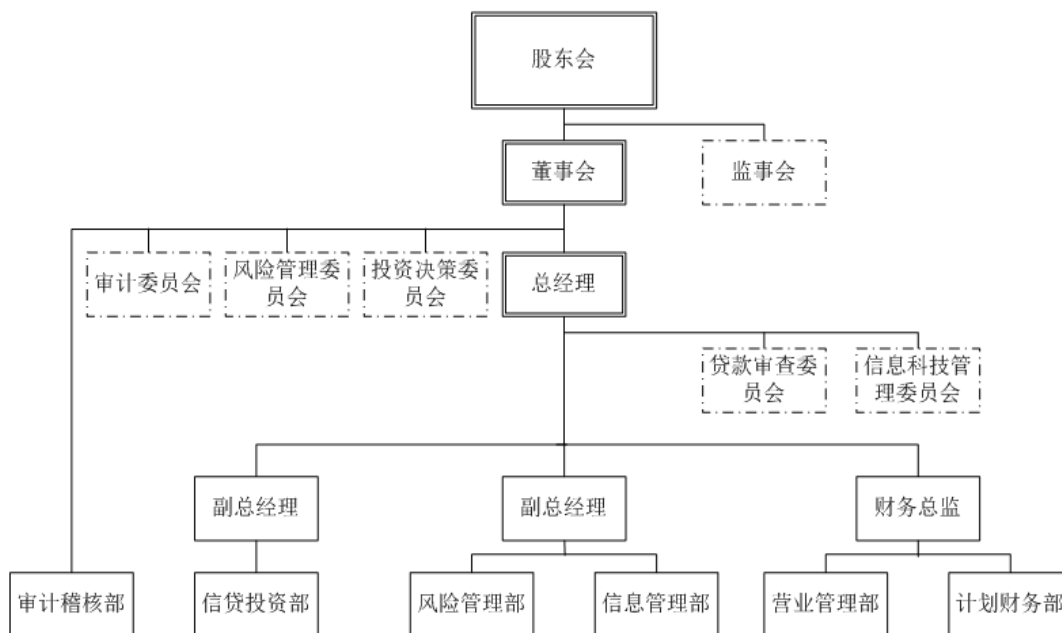 股东会
董事会
监事会
审计委员会
风险管理委
员会
投资决策委
员会
总经理
贷款审查委
员会
信息科技管
理委员会
副总经理
副总经理
财务总监
审计稽核部
信贷投资部
风险管理部
信息管理部
营业管理部
计划财务部